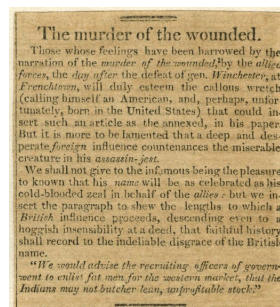 The murder of the wounded.
Those whose feelings have been harrowed by the
narration of the murder of the wounded, by the allied
forces, the day after the defeat of gen. Winchester, at
Frenchtown, will duly esteem the callous wretch
(calling himself an American, and, perhaps, unfor-
tunately, born in the United States) that could in-
sert such an article as the annexed, in his paper.
But it is more to be lamented that a deep and des-
perate foreign influence countenances the miserable
creature in his assassin-jest.
We shall not give to the infamous being the pleasure
to known that his name will be as celebrated as his
cold-blooded zeal in behalf of the allies: but we in-
sert the paragraph to shew the lengths to which a
British influence proceeds, descending even to a
hoggish insensibility at a deed, that faithful history
shall record to the indeliable disgrace of the British
name.
"We would advise the recruiting officers of govern-
went to enlist fat men for the western market, that the
Indians may not butcher lean, unprofitable stock."